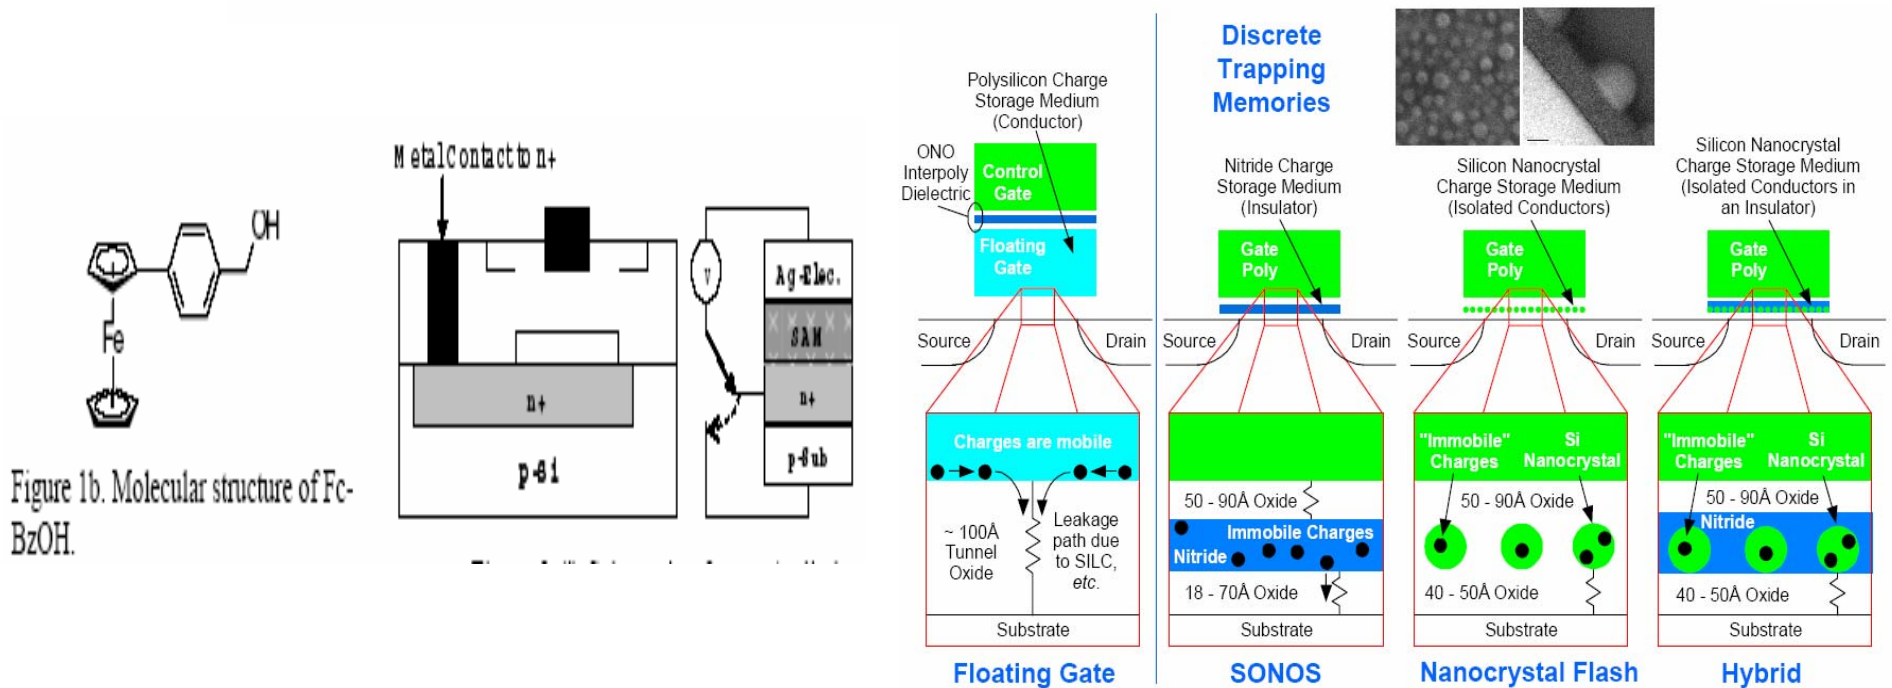 OH
Fe
Figure 1b. Molecular structure of Fc-
BzOH.
MetalContact to n+
n+
p-Si
V
Ag-Elec.
SAM
n+
p-Sub
Discrete
Trapping
Memories
Polysilicon Charge
Storage Medium
(Conductor)
ONO
Interpoly
Dielectric
Control
Gate
Floating
Gate
Source
Drain
Charges are mobile
~ 100Å
Tunnel
Oxide
Leakage
path due
to SILC,
etc.
Substrate
Floating Gate
Nitride Charge
Storage Medium
(Insulator)
Gate
Poly
Source
Drain
50 - 90Å Oxide
Immobile Charges
Nitride
18 - 70Å Oxide
Substrate
SONOS
Silicon Nanocrystal
Charge Storage Medium
(Isolated Conductors)
Gate
Poly
Source
Drain
"Immobile"
Charges
Si
Nanocrystal
50 - 90Å Oxide
40 - 50Å Oxide
Substrate
Nanocrystal Flash
Silicon Nanocrystal
Charge Storage Medium
(Isolated Conductors in
an Insulator)
Gate
Poly
Source
Drain
"Immobile"
Charges
Si
Nanocrystal
50 - 90Å Oxide
Nitride
40 - 50Å Oxide
Substrate
Hybrid